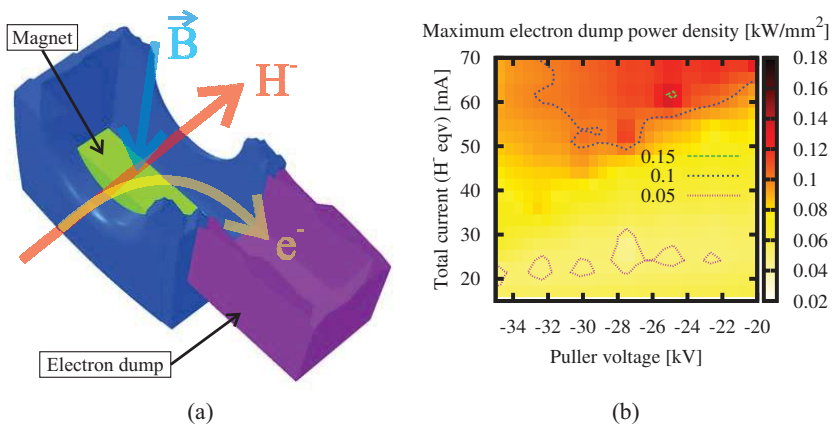 Magnet
B
H-
e-
Electron dump
(a)
Maximum electron dump power density [kW/mm²]
Total current (H- eqv) [mA]
70
60
50
40
30
20
0.15
0.1
0.05
-34 -32 -30 -28 -26 -24 -22 -20
Puller voltage [kV]
0.18
0.16
0.14
0.12
0.1
0.08
0.06
0.04
0.02
(b)